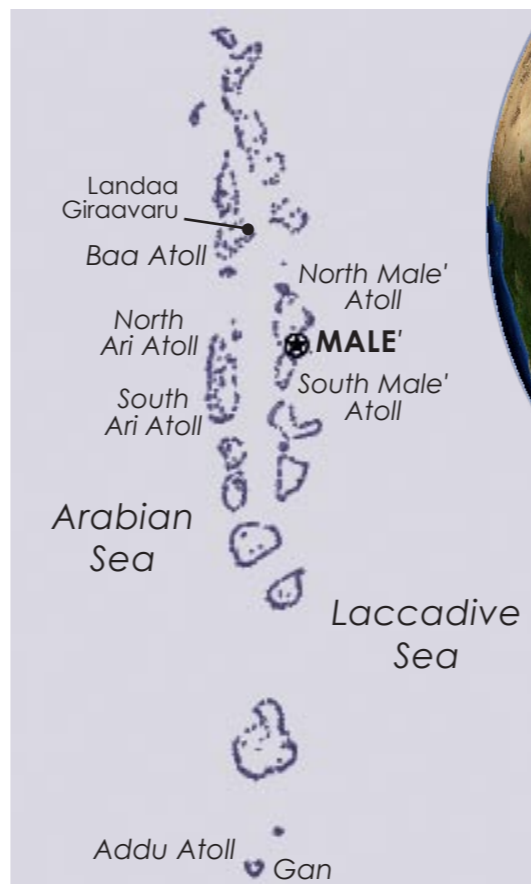 Landaa
Giraavaru
Baa Atoll
North Male'
Atoll
North
Ari Atoll
MALE'
South Male'
Atoll
South
Ari Atoll
Arabian
Sea
Laccadive
Sea
Addu Atoll
Gan